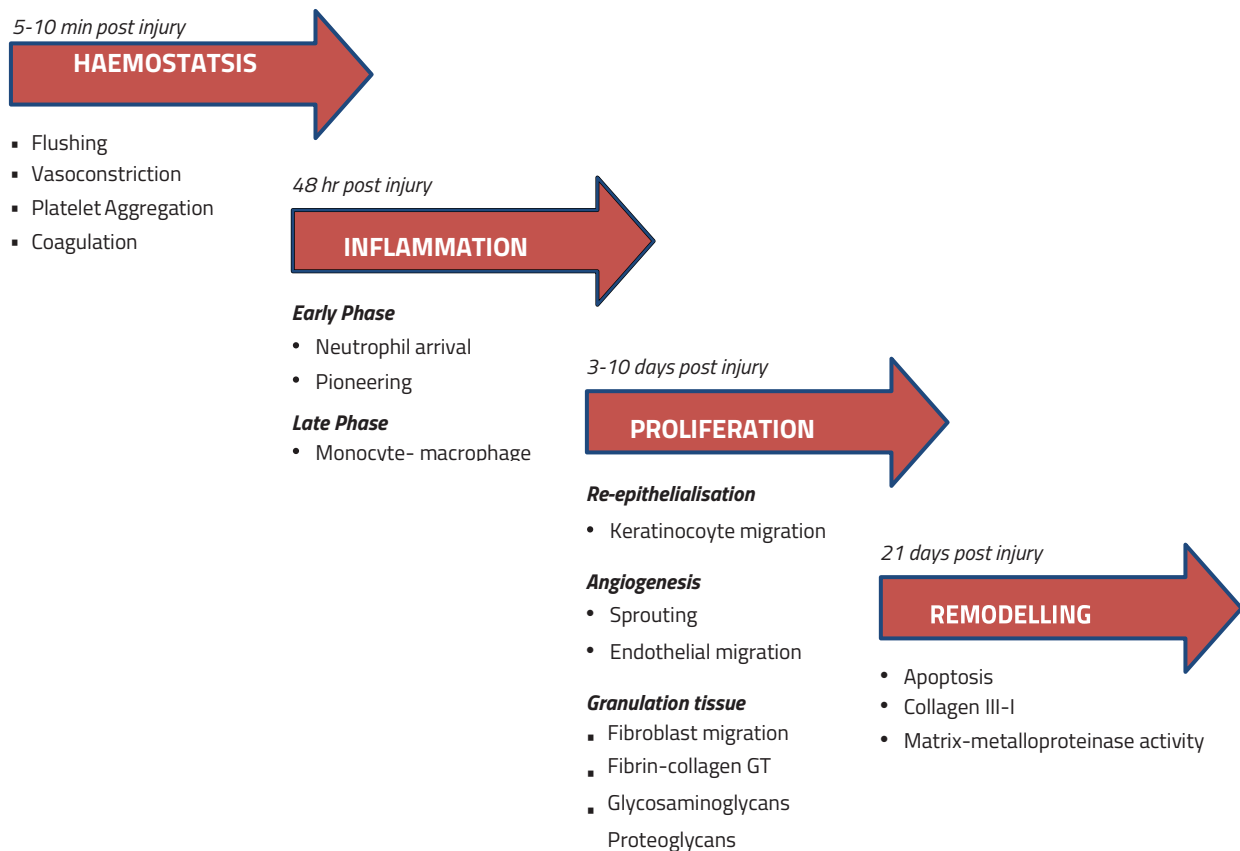 5-10 min post injury
HAEMOSTATSIS
▪ Flushing
▪ Vasoconstriction
▪ Platelet Aggregation
▪ Coagulation
48 hr post injury
INFLAMMATION
Early Phase
• Neutrophil arrival
• Pioneering
Late Phase
• Monocyte- macrophage
3-10 days post injury
PROLIFERATION
Re-epithelialisation
• Keratinocoyte migration
Angiogenesis
• Sprouting
• Endothelial migration
Granulation tissue
▪ Fibroblast migration
▪ Fibrin-collagen GT
▪ Glycosaminoglycans
Proteoglycans
21 days post injury
REMODELLING
• Apoptosis
• Collagen III-I
• Matrix-metalloproteinase activity